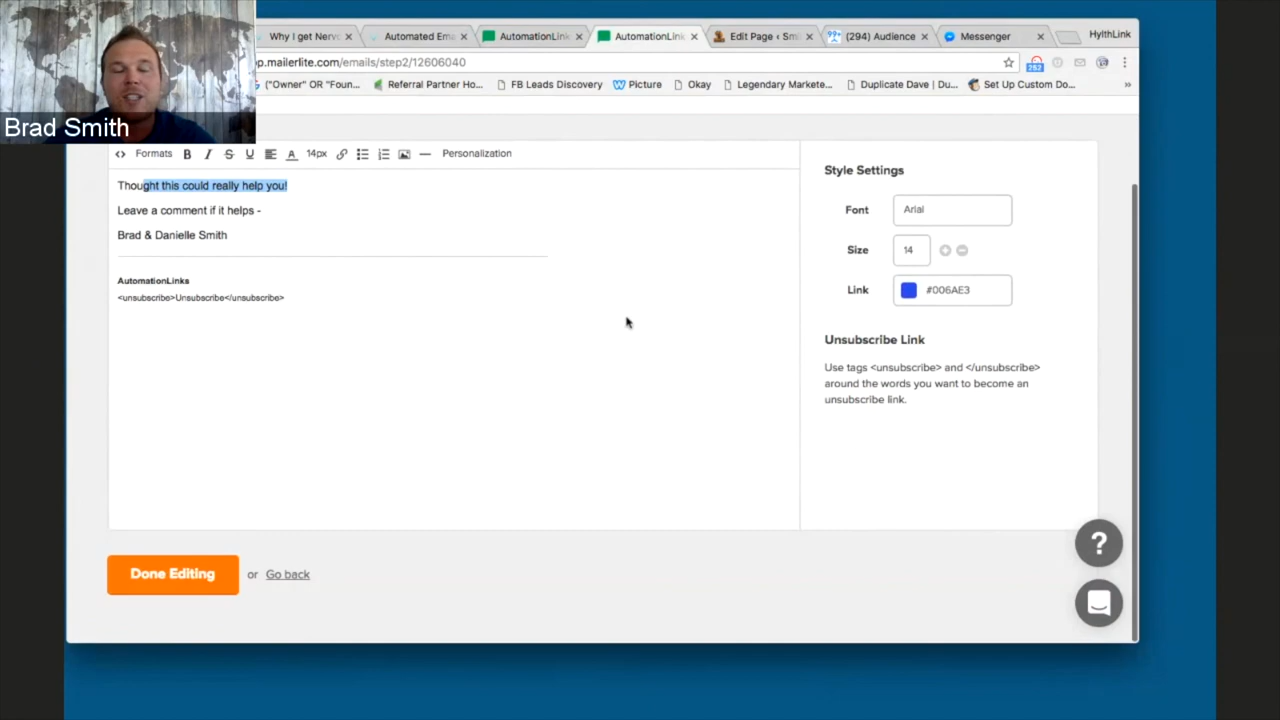 Why I get Nervo
Automated Ema
AutomationLink
AutomationLink
Edit Page ‹ Smi
(294) Audience
Messenger
HylthLink
p.mailerlite.com/emails/step2/12606040
("Owner" OR "Foun...
Referral Partner Ho...
FB Leads Discovery
Picture
Okay
Legendary Markete...
Duplicate Dave | Du...
Set Up Custom Do...
»
Brad Smith
Formats B I S U A 14px Personalization
Thought this could really help you!
Leave a comment if it helps -
Brad & Danielle Smith
AutomationLinks
<unsubscribe>Unsubscribe</unsubscribe>
Style Settings
Font Arial
Size 14
Link #006AE3
Unsubscribe Link
Use tags <unsubscribe> and </unsubscribe>
around the words you want to become an
unsubscribe link.
Done Editing or Go back
?